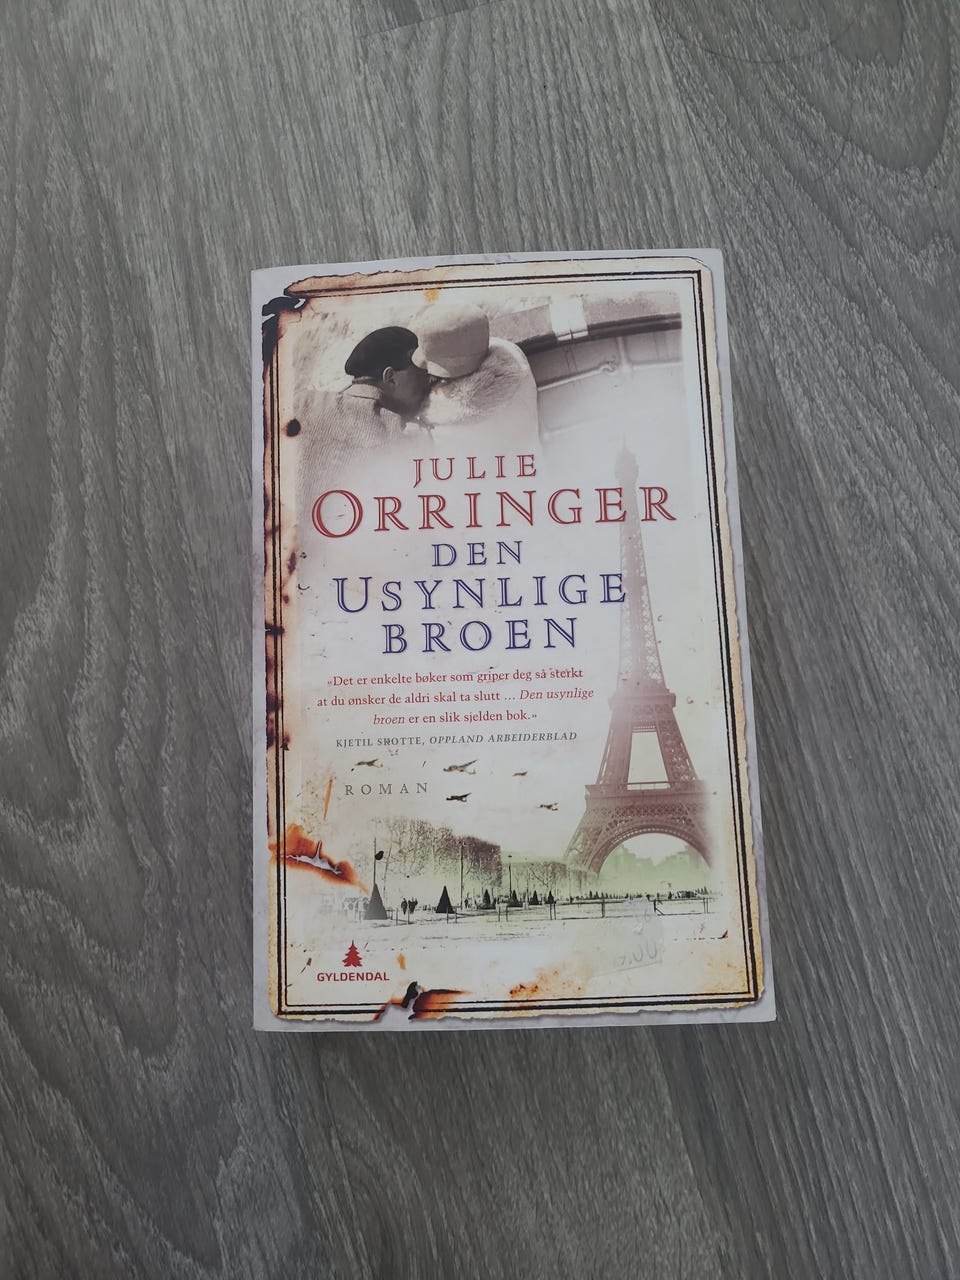 JULIE
ORRINGER
DEN
USYNLIGE
BROEN
«Det er enkelte bøker som griper deg så sterkt
at du ønsker de aldri skal ta slutt ... Den usynlige
broen er en slik sjelden bok.»
KJETIL SROTTE, OPPLAND ARBEIDERBLAD
ROMAN
GYLDENDAL